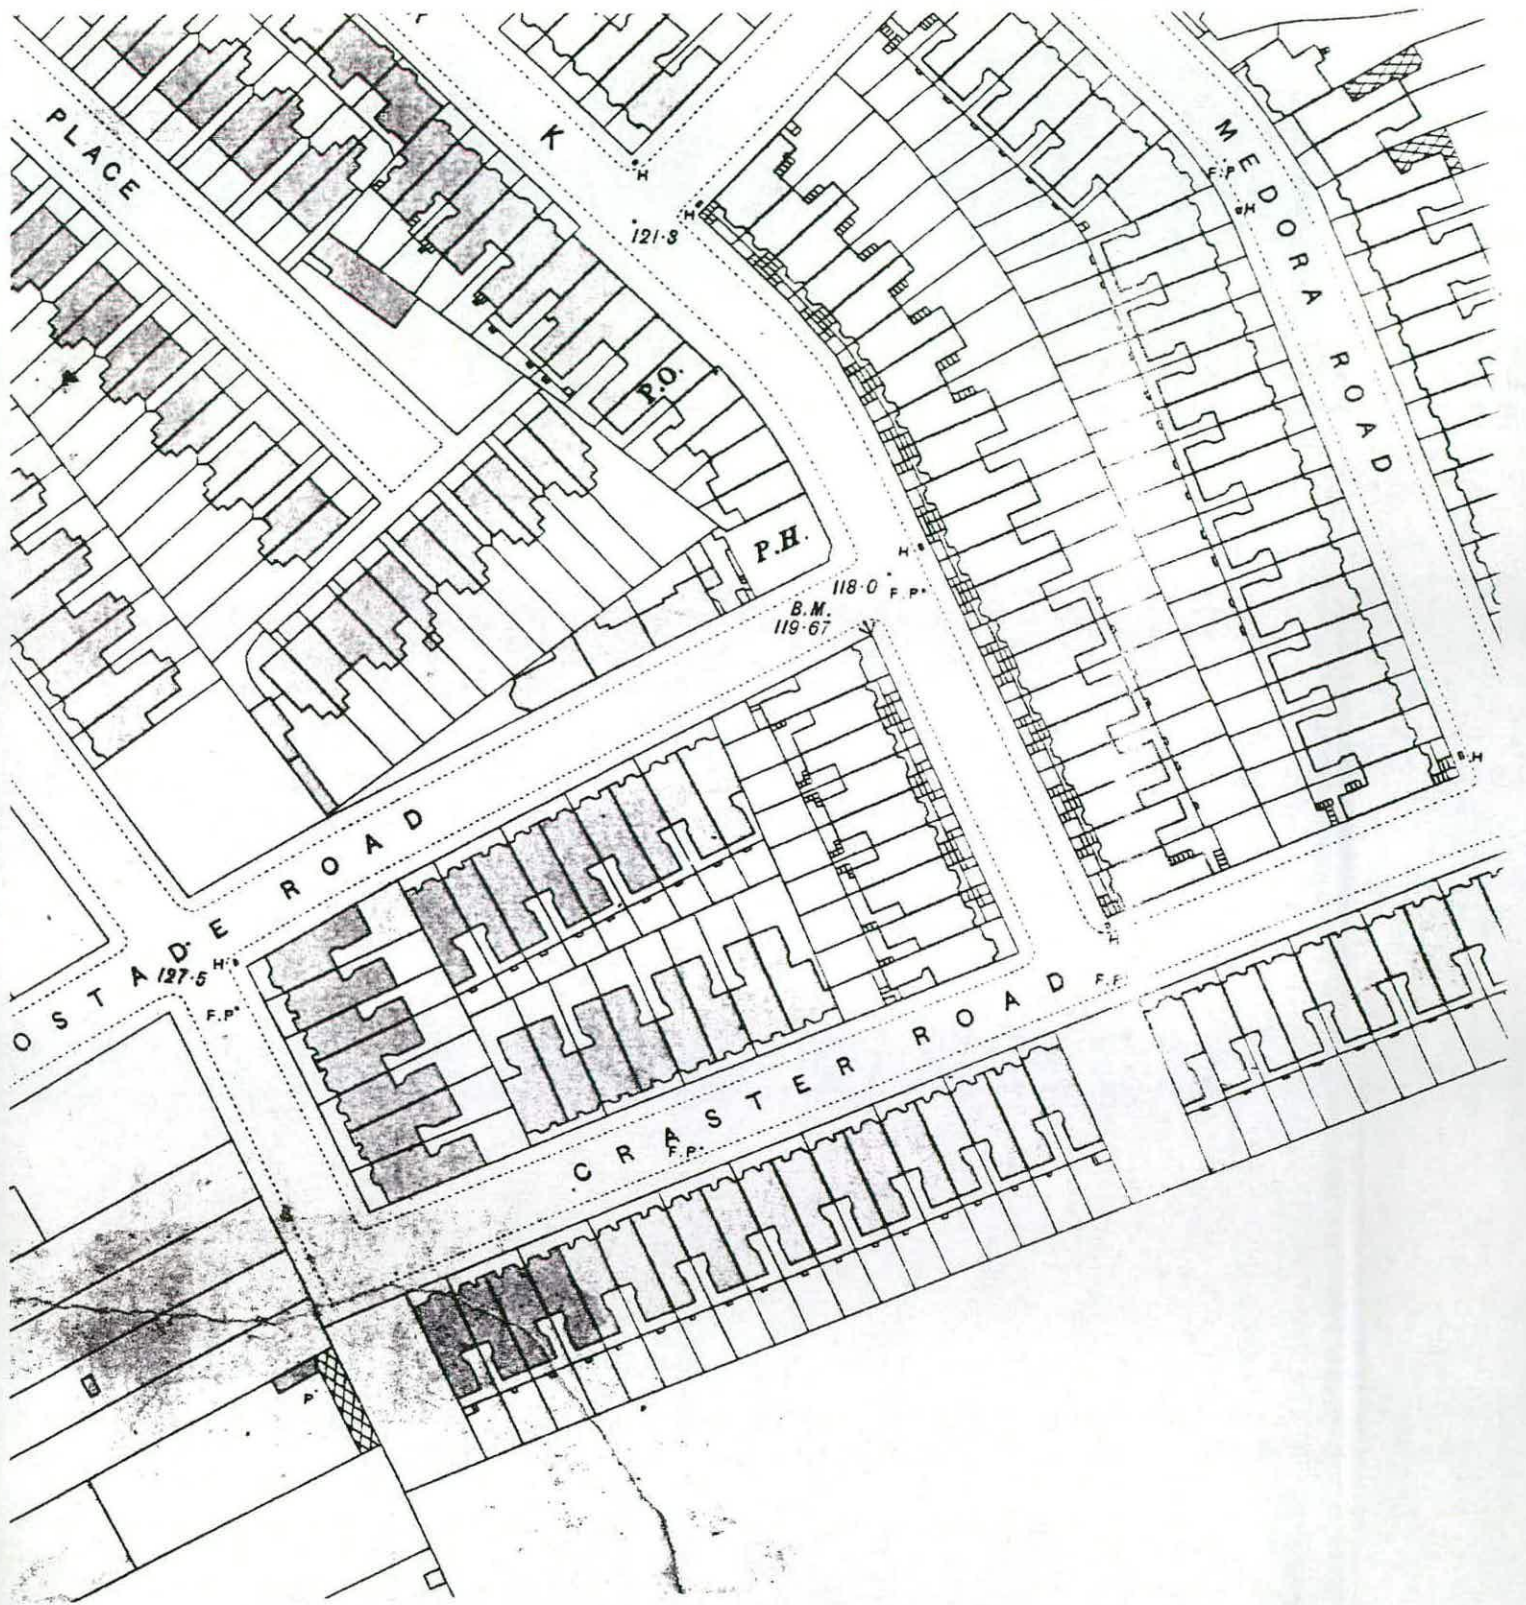 PLACE
K
H
H
121·3
MEDORA ROAD
F.P.
H
P.O.
P.H.
H
118·0
F.P.
B.M.
119·67
B.H
OSTADE ROAD
127·5
H
F.P.
CRASTER ROAD
F.P.
F.P.
H
P